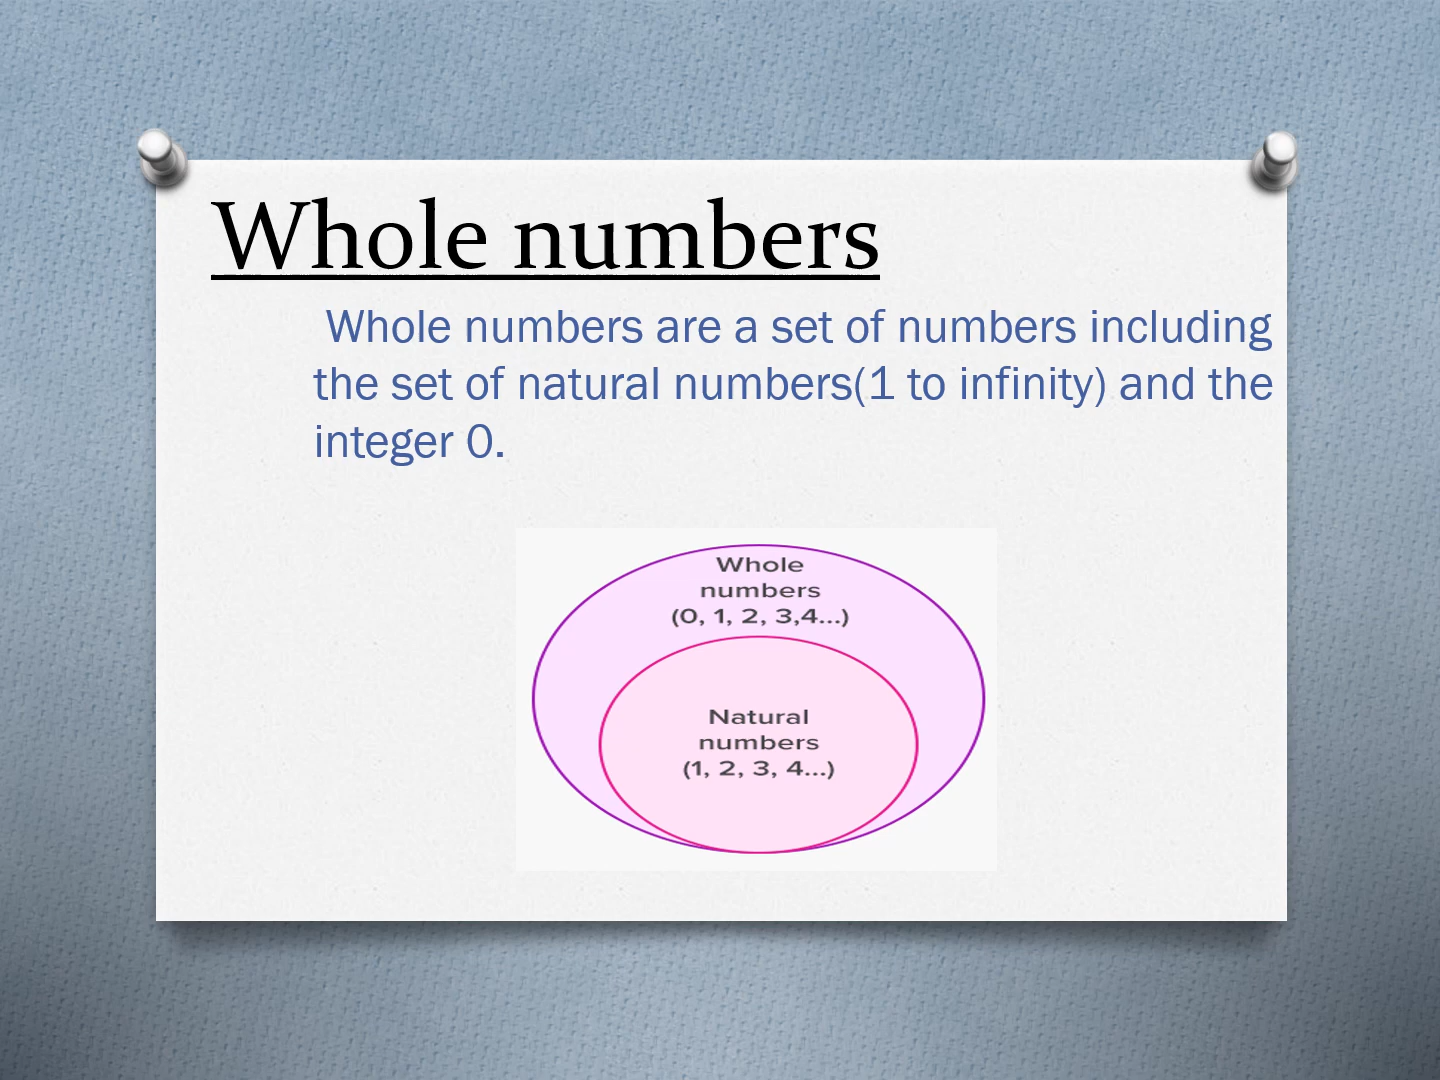 Whole numbers
Whole numbers are a set of numbers including
the set of natural numbers(1 to infinity) and the
integer 0.
Whole
numbers
(0, 1, 2, 3,4...)
Natural
numbers
(1, 2, 3, 4...)